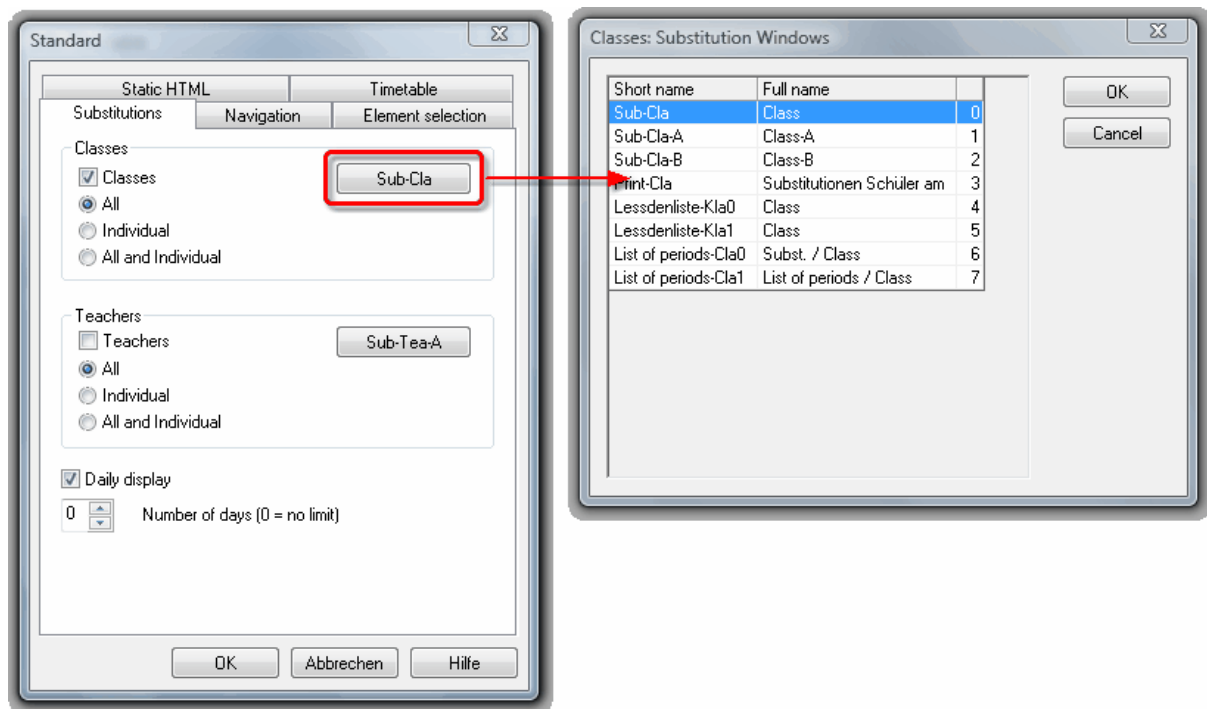 Standard
Static HTML Timetable
Substitutions Navigation Element selection
Classes
Classes Sub-Cla
All
Individual
All and Individual
Teachers
Teachers Sub-Tea-A
All
Individual
All and Individual
Daily display
0 Number of days (0 = no limit)
OK Abbrechen Hilfe
Classes: Substitution Windows
Short name Full name
Sub-Cla Class 0
Sub-Cla-A Class-A 1
Sub-Cla-B Class-B 2
Print-Cla Substitutionen Schüler am 3
Lessdenliste-Kla0 Class 4
Lessdenliste-Kla1 Class 5
List of periods-Cla0 Subst. / Class 6
List of periods-Cla1 List of periods / Class 7
OK
Cancel